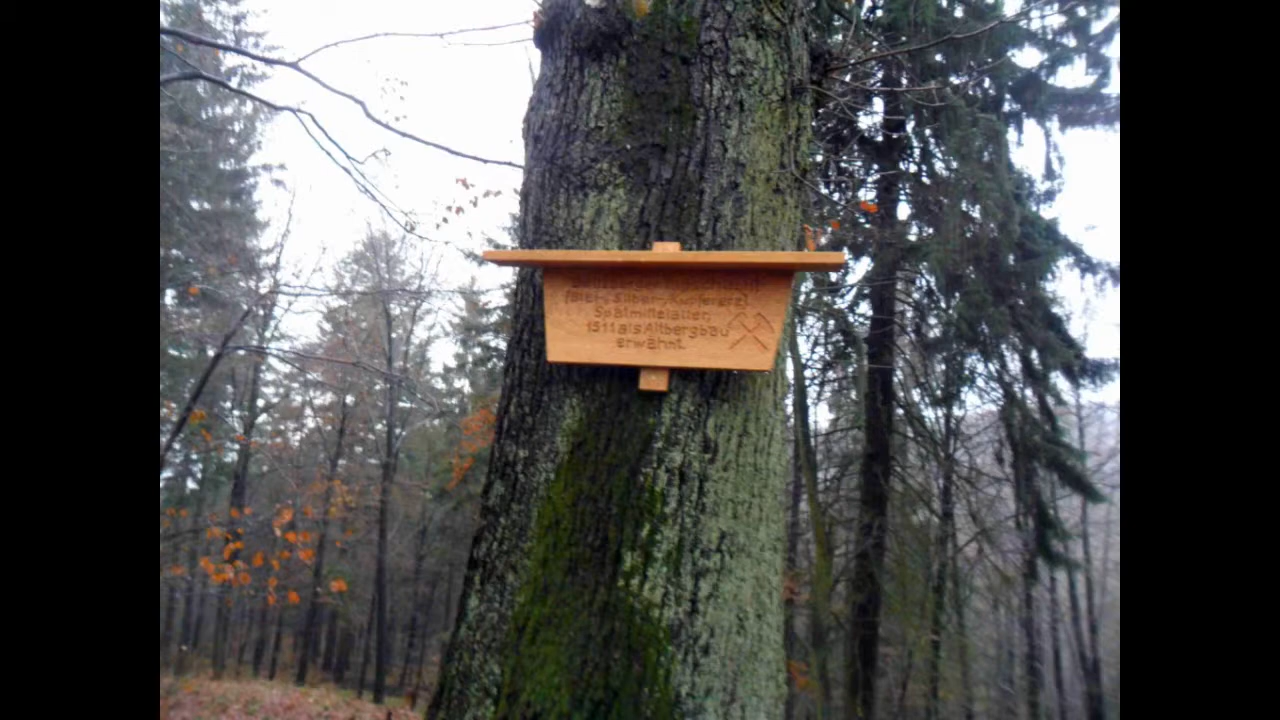 (Blei-, Silber-, Kupfererz)
Spätmittelalter,
1511 als Altbergbau
erwähnt